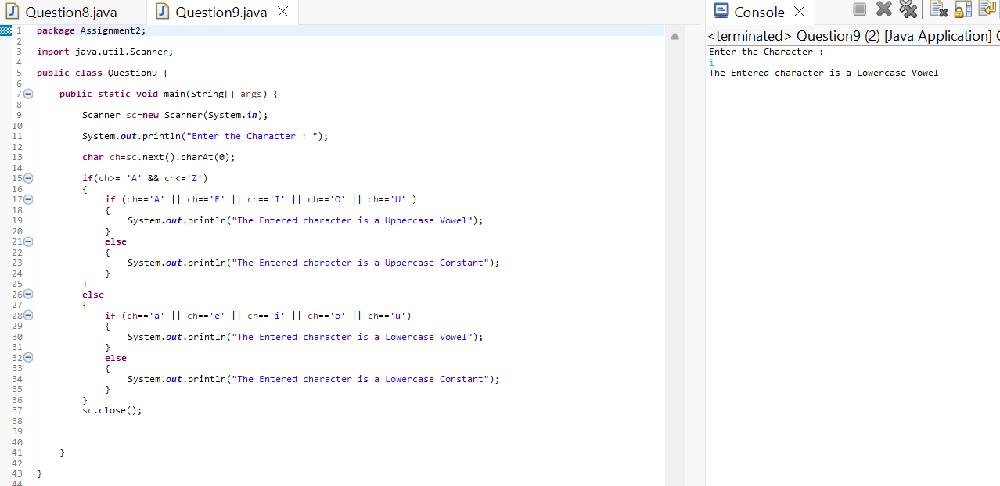 Question8.java
Question9.java
1 package Assignment2;
2
3 import java.util.Scanner;
4
5 public class Question9 {
6
7 public static void main(String[] args) {
8
9 Scanner sc=new Scanner(System.in);
10
11 System.out.println("Enter the Character : ");
12
13 char ch=sc.next().charAt(0);
14
15 if(ch>= 'A' && ch<='Z')
16 {
17 if (ch=='A' || ch=='E' || ch=='I' || ch=='O' || ch=='U' )
18 {
19 System.out.println("The Entered character is a Uppercase Vowel");
20 }
21 else
22 {
23 System.out.println("The Entered character is a Uppercase Constant");
24 }
25 }
26 else
27 {
28 if (ch=='a' || ch=='e' || ch=='i' || ch=='o' || ch=='u')
29 {
30 System.out.println("The Entered character is a Lowercase Vowel");
31 }
32 else
33 {
34 System.out.println("The Entered character is a Lowercase Constant");
35 }
36 }
37 sc.close();
38
39
40
41 }
42
43 }
44
Console
<terminated> Question9 (2) [Java Application]
Enter the Character :
i
The Entered character is a Lowercase Vowel